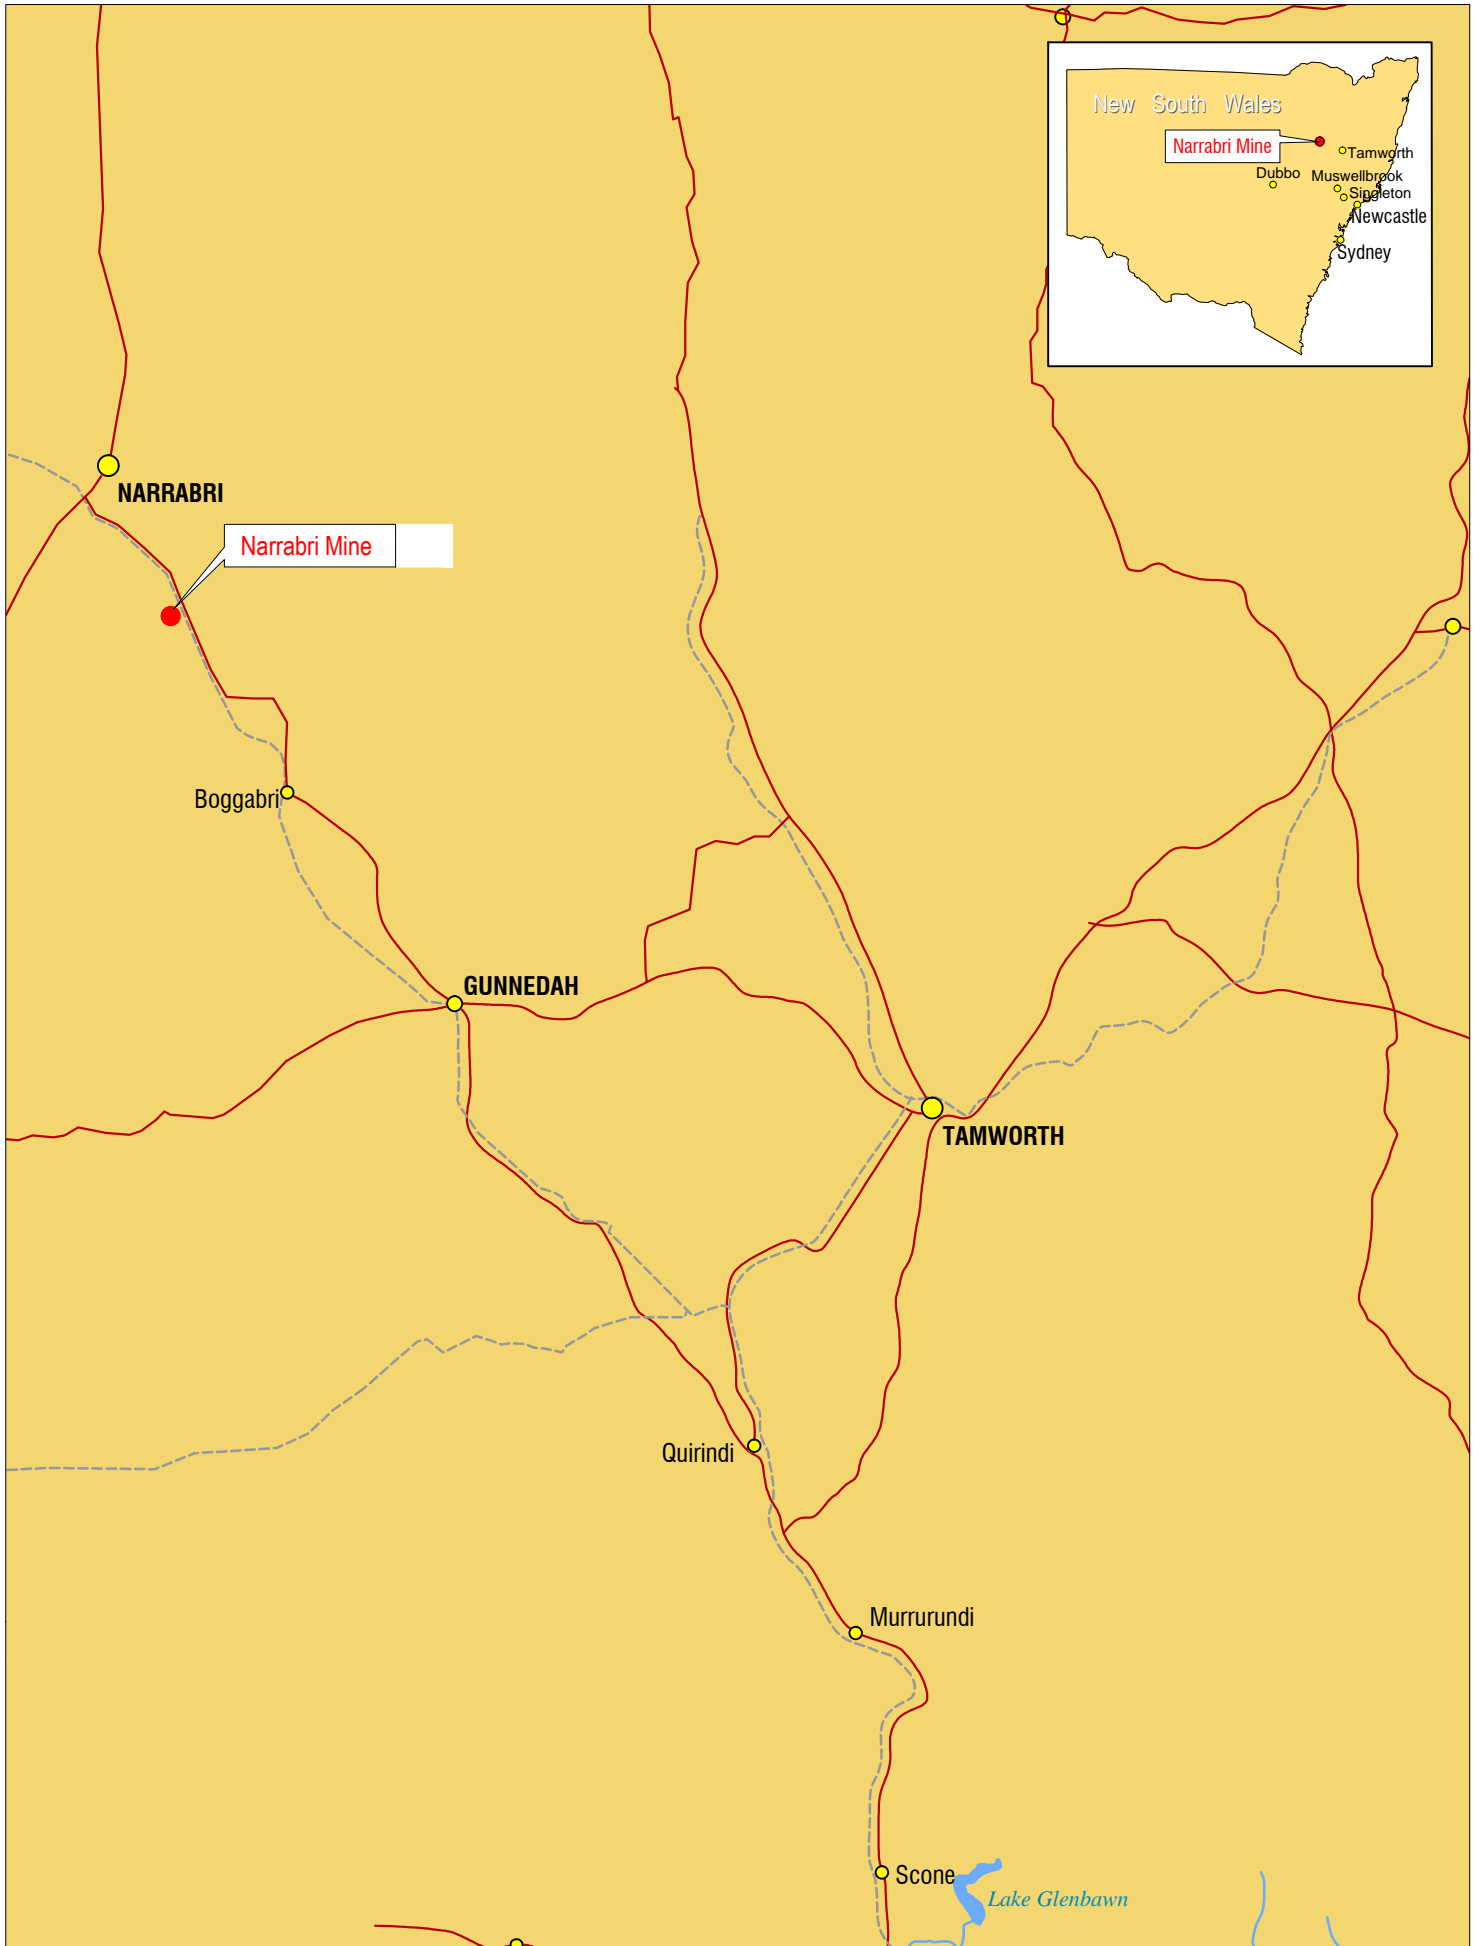 New South Wales
Narrabri Mine
Tamworth
Dubbo
Muswellbrook
Singleton
Newcastle
Sydney
NARRABRI
Narrabri Mine
Boggabri
GUNNEDAH
TAMWORTH
Quirindi
Murrurundi
Scone
Lake Glenbawn